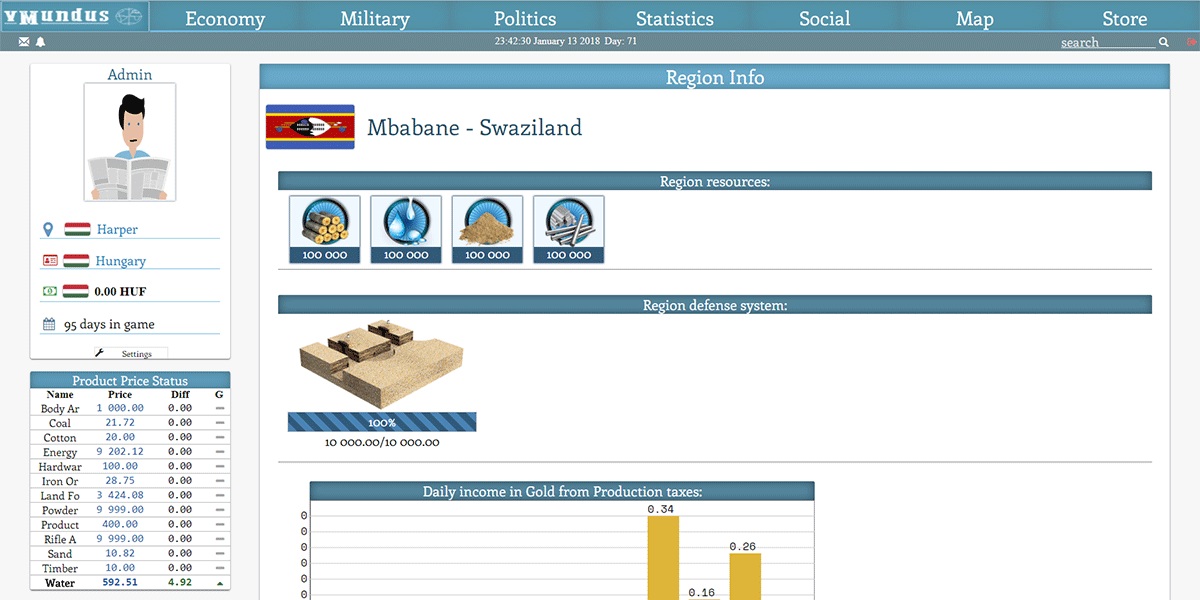 vMundus
Economy Military Politics Statistics Social Map Store
23:42:30 January 13 2018 Day: 71
search
Admin
Harper
Hungary
0.00 HUF
95 days in game
Settings
Product Price Status
Name Price Diff G
Body Ar 1 000.00 0.00
Coal 21.72 0.00
Cotton 20.00 0.00
Energy 9 202.12 0.00
Hardwar 100.00 0.00
Iron Or 28.75 0.00
Land Fo 3 424.08 0.00
Powder 9 999.00 0.00
Product 400.00 0.00
Rifle A 9 999.00 0.00
Sand 10.82 0.00
Timber 10.00 0.00
Water 592.51 4.92
Region Info
Mbabane - Swaziland
Region resources:
100 000 100 000 100 000 100 000
Region defense system:
100%
10 000.00/10 000.00
Daily income in Gold from Production taxes:
0.34
0
0
0
0.26
0
0
0.16
0